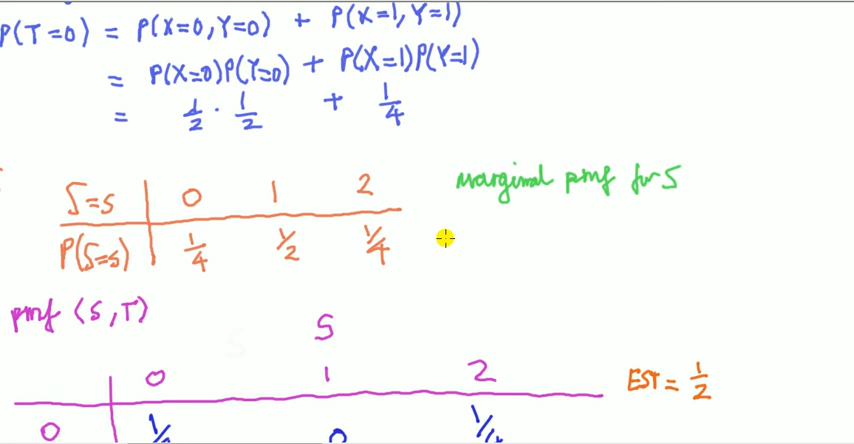 P(T=0) = P(X=0,Y=0) + P(X=1,Y=1)
= P(X=0)P(Y=0) + P(X=1)P(Y=1)
= 1/2 · 1/2 + 1/4
S=s 0 1 2 marginal pmf for S
P(S=s) 1/4 1/2 1/4
pmf (S,T)
S
0 1 2 EST = 1/2
0 0